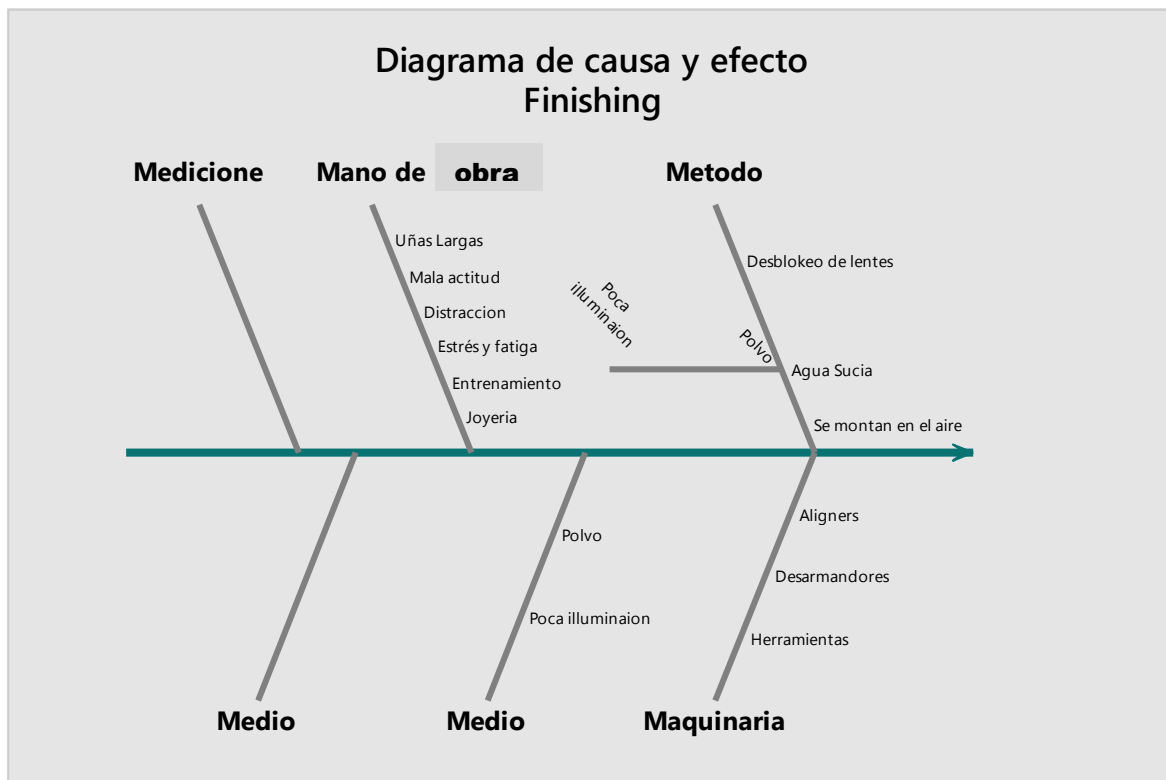 Diagrama de causa y efecto
Finishing
Medicione
Mano de obra
Metodo
Uñas Largas
Mala actitud
Distraccion
Estrés y fatiga
Entrenamiento
Joyeria
Desblokeo de lentes
Poca
illuminaion
Polvo
Agua Sucia
Se montan en el aire
Polvo
Poca illuminaion
Aligners
Desarmandores
Herramientas
Medio
Medio
Maquinaria